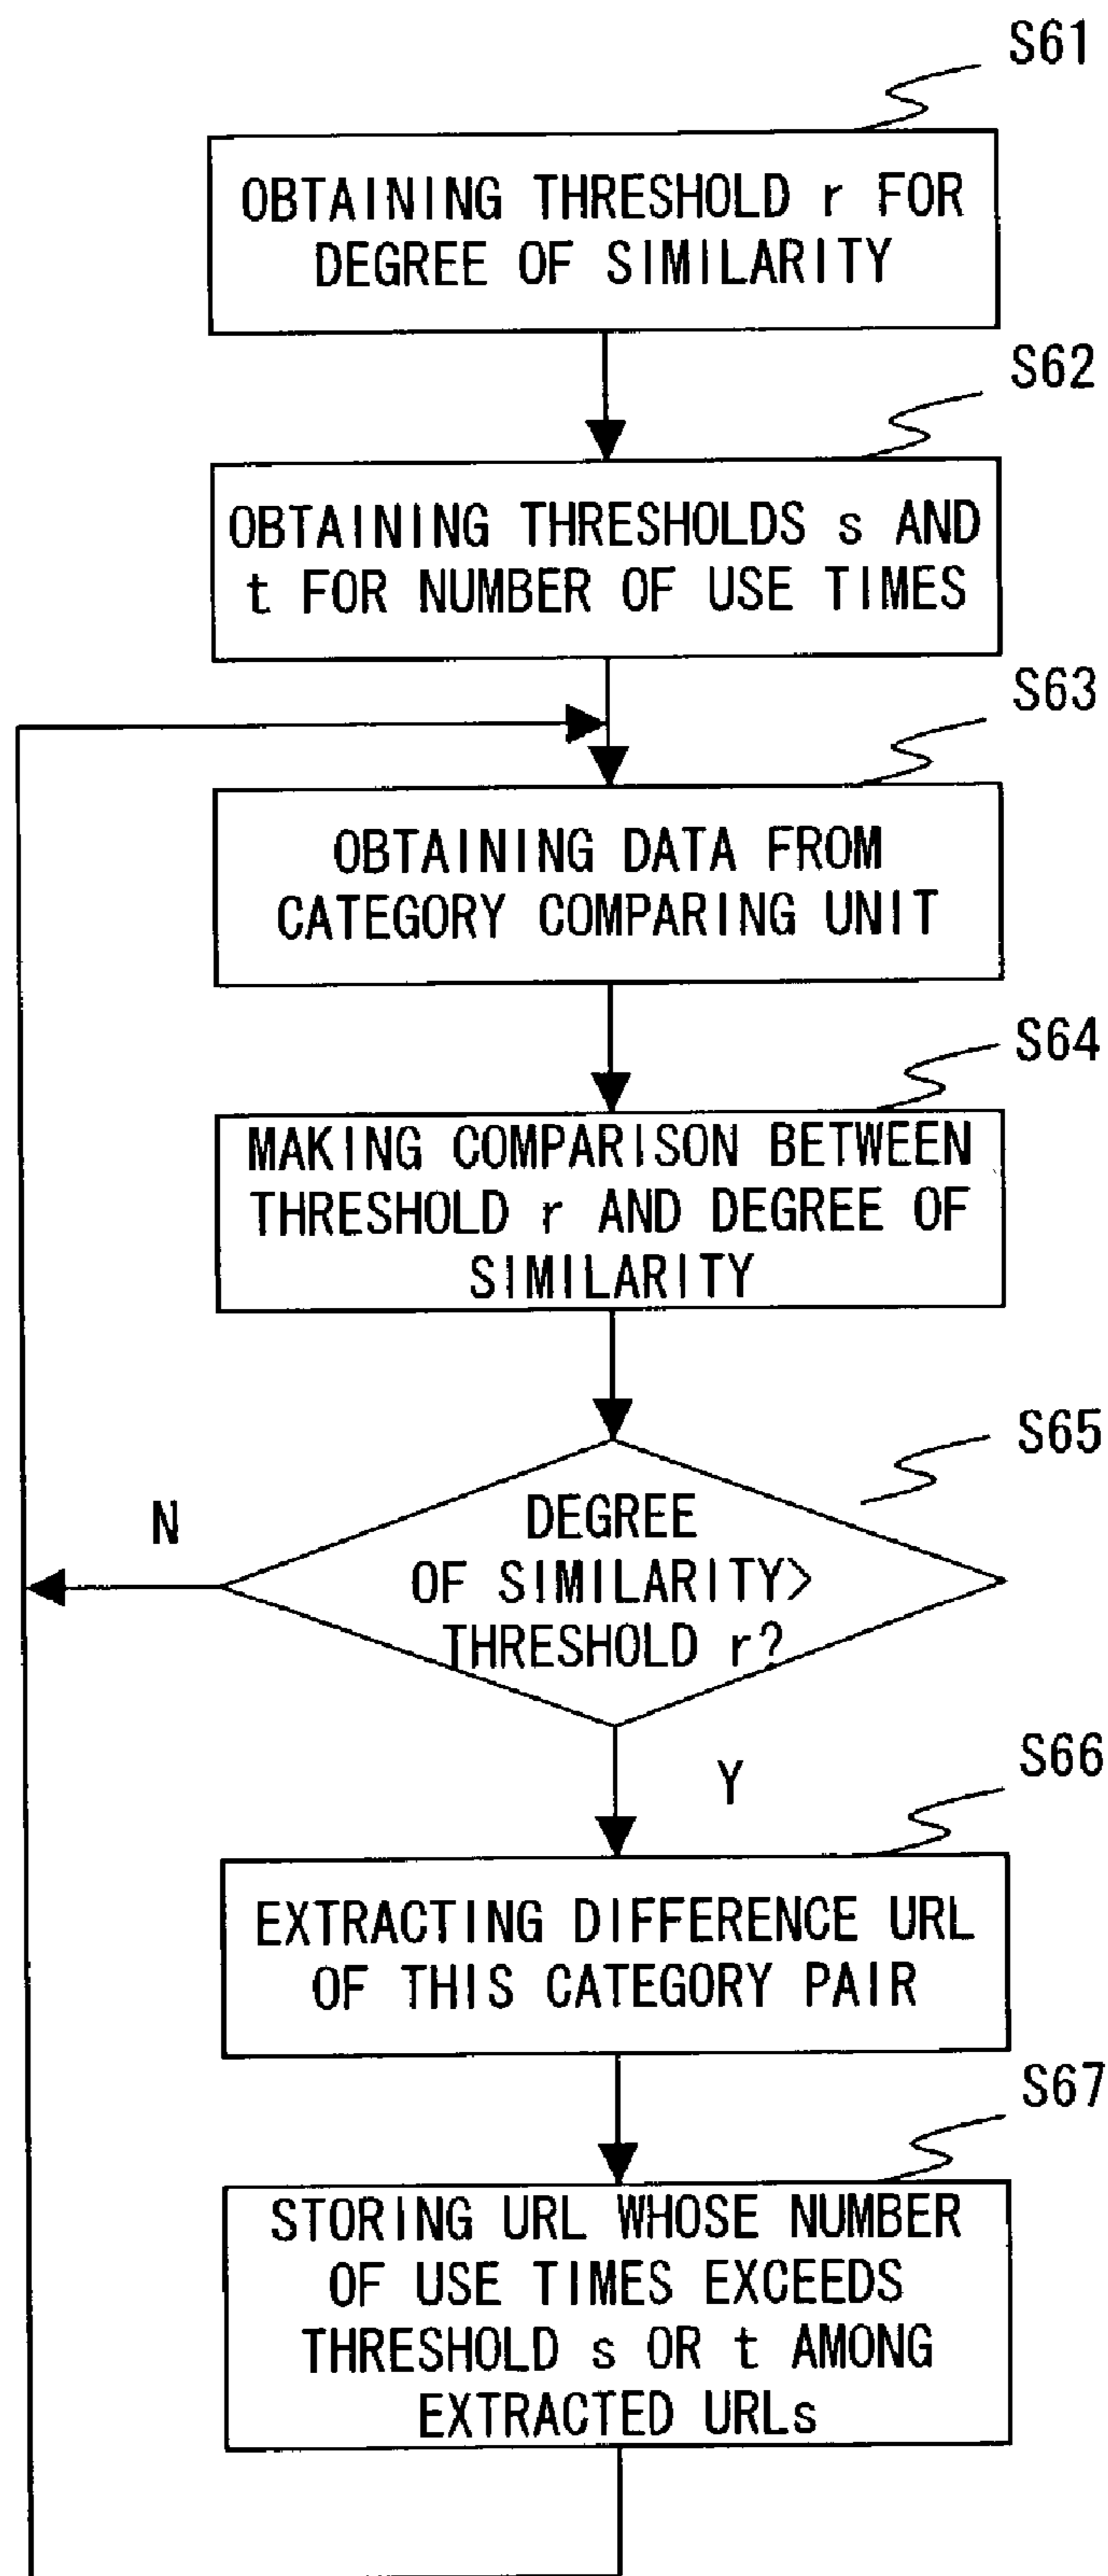 S61
OBTAINING THRESHOLD r FOR
DEGREE OF SIMILARITY
S62
OBTAINING THRESHOLDS s AND
t FOR NUMBER OF USE TIMES
S63
OBTAINING DATA FROM
CATEGORY COMPARING UNIT
S64
MAKING COMPARISON BETWEEN
THRESHOLD r AND DEGREE OF
SIMILARITY
S65
N
DEGREE
OF SIMILARITY>
THRESHOLD r?
Y
S66
EXTRACTING DIFFERENCE URL
OF THIS CATEGORY PAIR
S67
STORING URL WHOSE NUMBER
OF USE TIMES EXCEEDS
THRESHOLD s OR t AMONG
EXTRACTED URLs